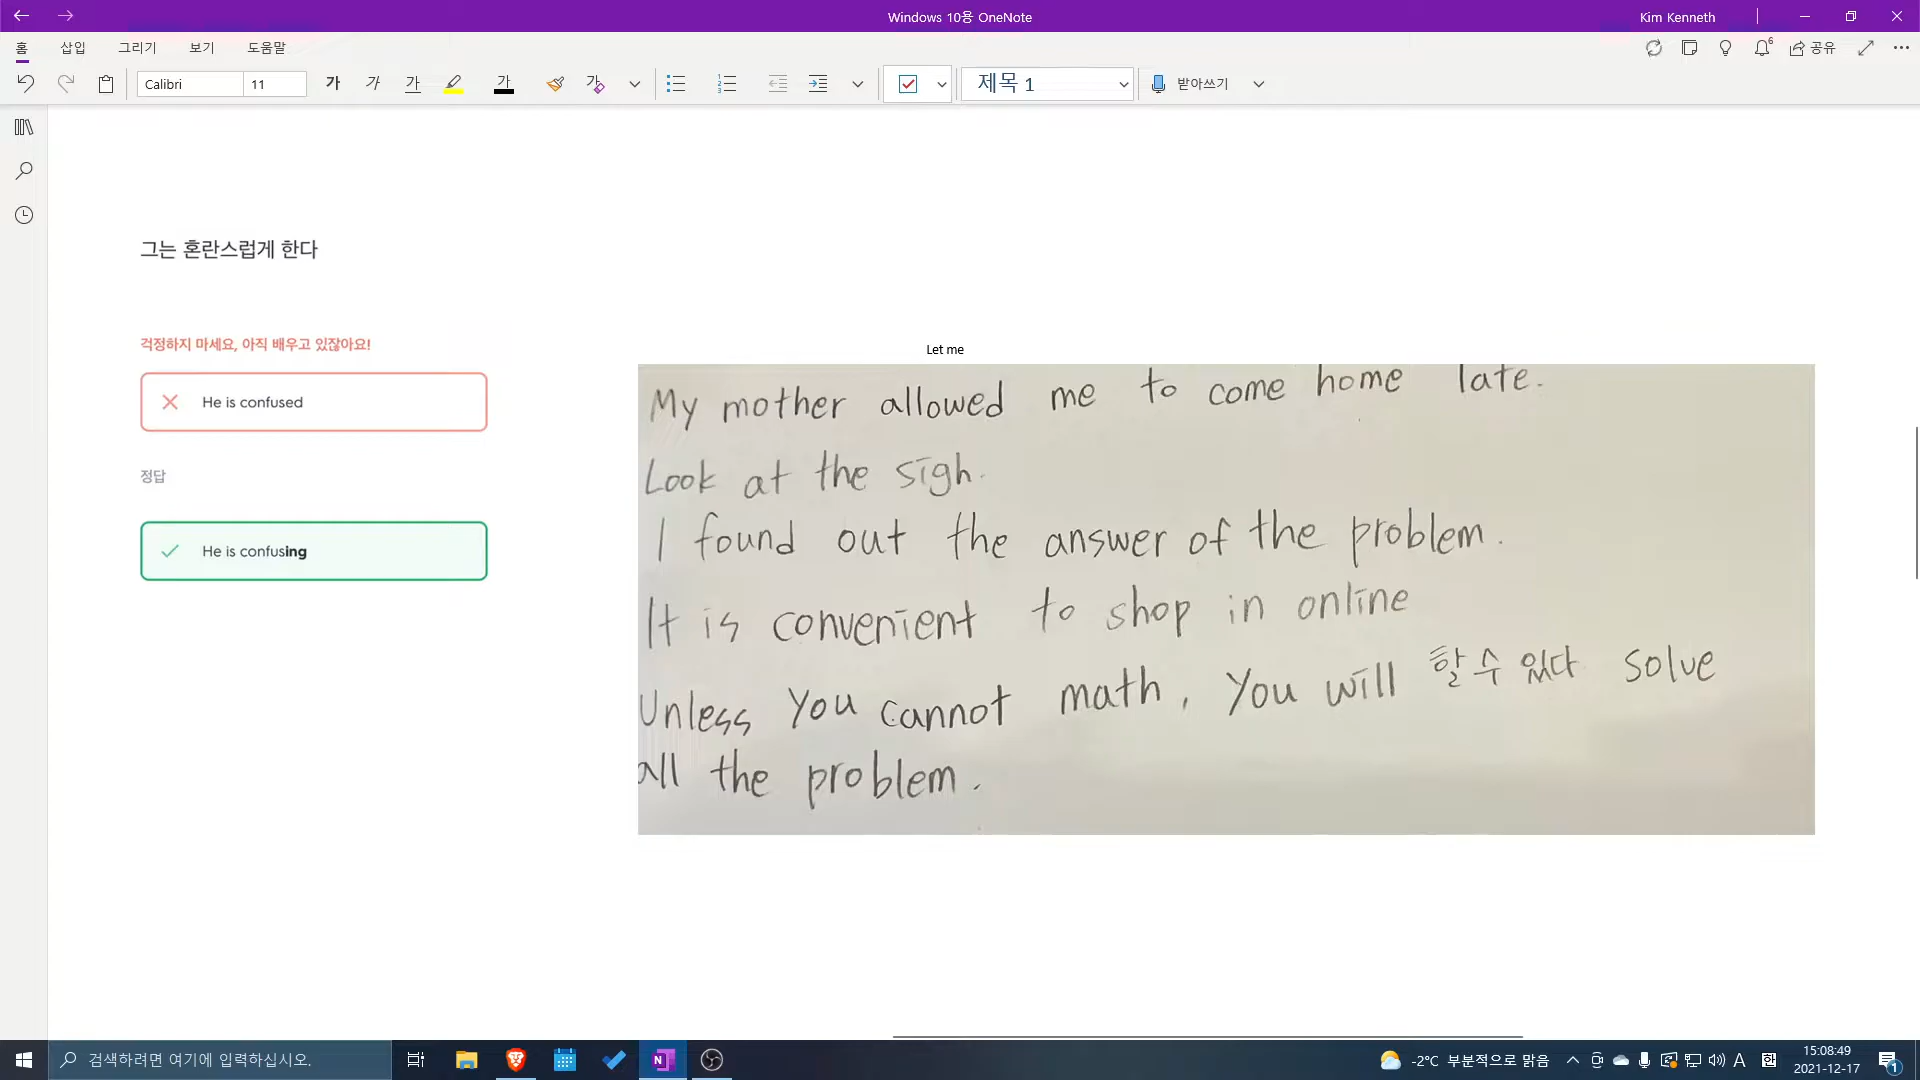 Windows 10용 OneNote
Kim Kenneth
홈 삽입 그리기 보기 도움말
6 공유
Calibri 11 가 가 가 가 제목 1 받아쓰기
그는 혼란스럽게 한다
걱정하지 마세요, 아직 배우고 있잖아요!
He is confused
정답
He is confusing
Let me
My mother allowed me to come home late.
Look at the sigh.
I found out the answer of the problem.
It is convenient to shop in online
Unless You cannot math, You will 할 수 있다 solve
all the problem.
검색하려면 여기에 입력하십시오.
-2°C 부분적으로 맑음
A 한
15:08:49
2021-12-17
1